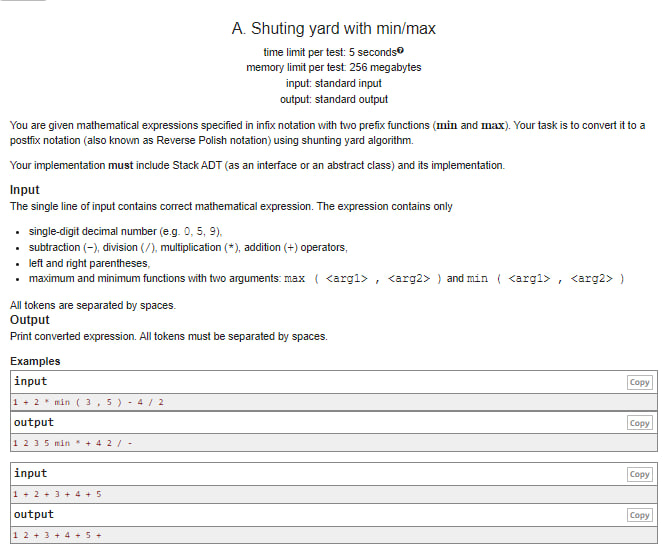 A. Shuting yard with min/max
time limit per test: 5 seconds?
memory limit per test: 256 megabytes
input: standard input
output: standard output
You are given mathematical expressions specified in infix notation with two prefix functions (min and max). Your task is to convert it to a
postfix notation (also known as Reverse Polish notation) using shunting yard algorithm.
Your implementation must include Stack ADT (as an interface or an abstract class) and its implementation.
Input
The single line of input contains correct mathematical expression. The expression contains only
• single-digit decimal number (e.g. 0, 5, 9),
• subtraction (-), division (/), multiplication (*), addition (+) operators,
• left and right parentheses,
• maximum and minimum functions with two arguments: max ( <arg1> , <arg2> ) and min ( <arg1> , <arg2> )
All tokens are separated by spaces.
Output
Print converted expression. All tokens must be separated by spaces.
Examples
input Copy
1 + 2 * min ( 3 , 5 ) - 4 / 2
output Copy
1 2 3 5 min * + 4 2 / -
input Copy
1 + 2 + 3 + 4 + 5
output Copy
1 2 + 3 + 4 + 5 +